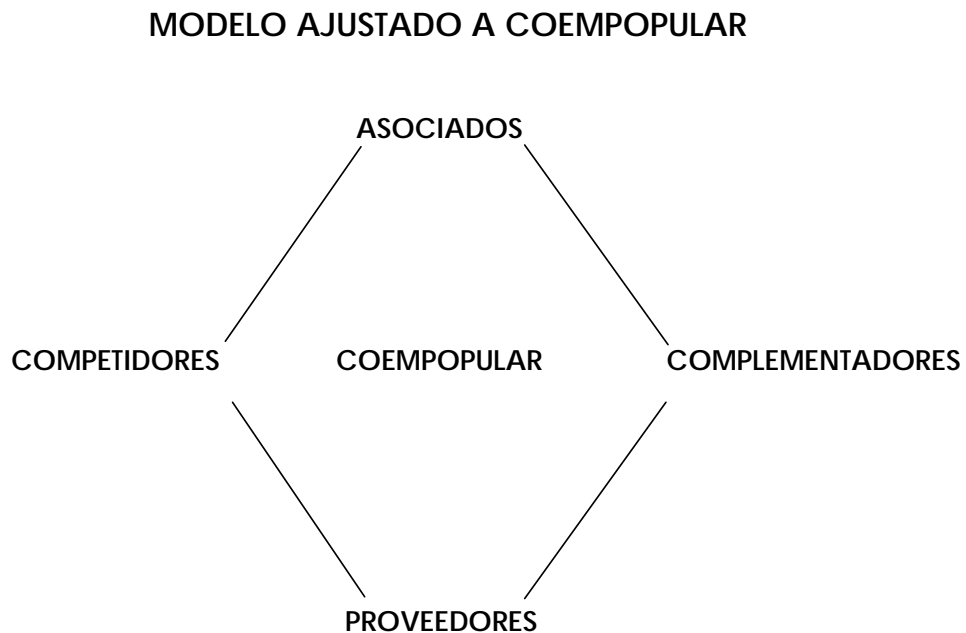 MODELO AJUSTADO A COEMPOPULAR
ASOCIADOS
COMPETIDORES COEMPOPULAR COMPLEMENTADORES
PROVEEDORES